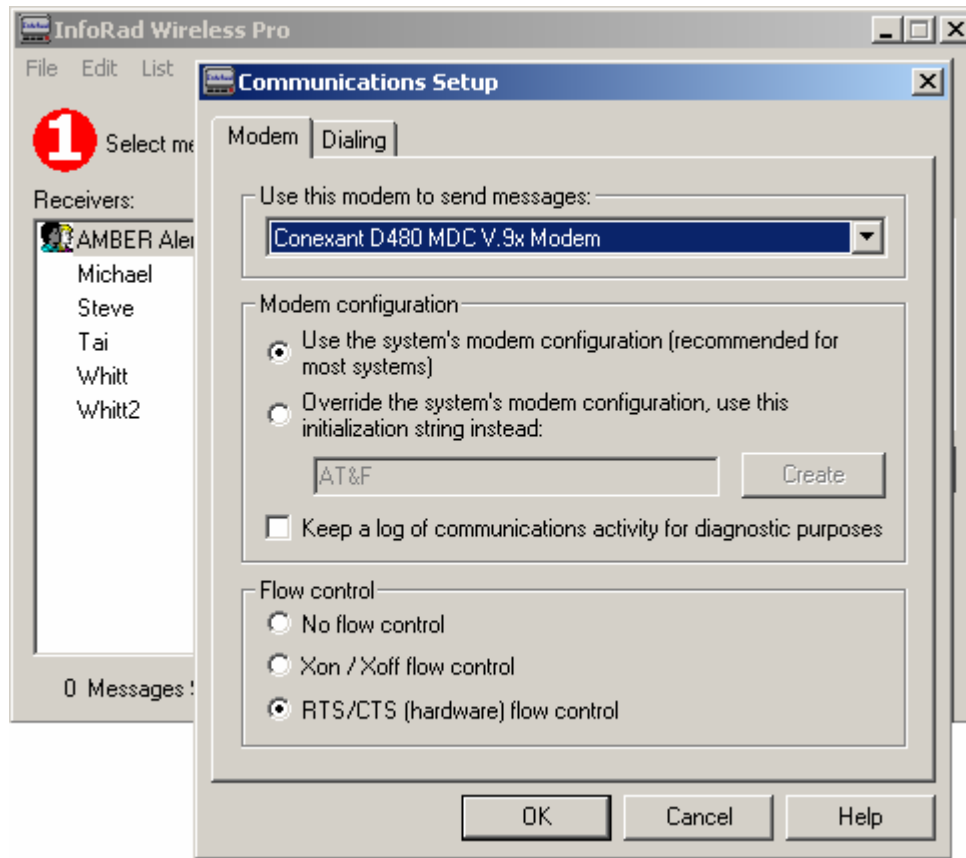 InfoRad Wireless Pro
File Edit List
Communications Setup
1
Select me
Modem
Dialing
Receivers:
AMBER Aler
Michael
Steve
Tai
Whitt
Whitt2
0 Messages
Use this modem to send messages:
Conexant D480 MDC V.9x Modem
Modem configuration
Use the system's modem configuration (recommended for
most systems)
Override the system's modem configuration, use this
initialization string instead:
AT&F
Create
Keep a log of communications activity for diagnostic purposes
Flow control
No flow control
Xon / Xoff flow control
RTS/CTS (hardware) flow control
OK
Cancel
Help